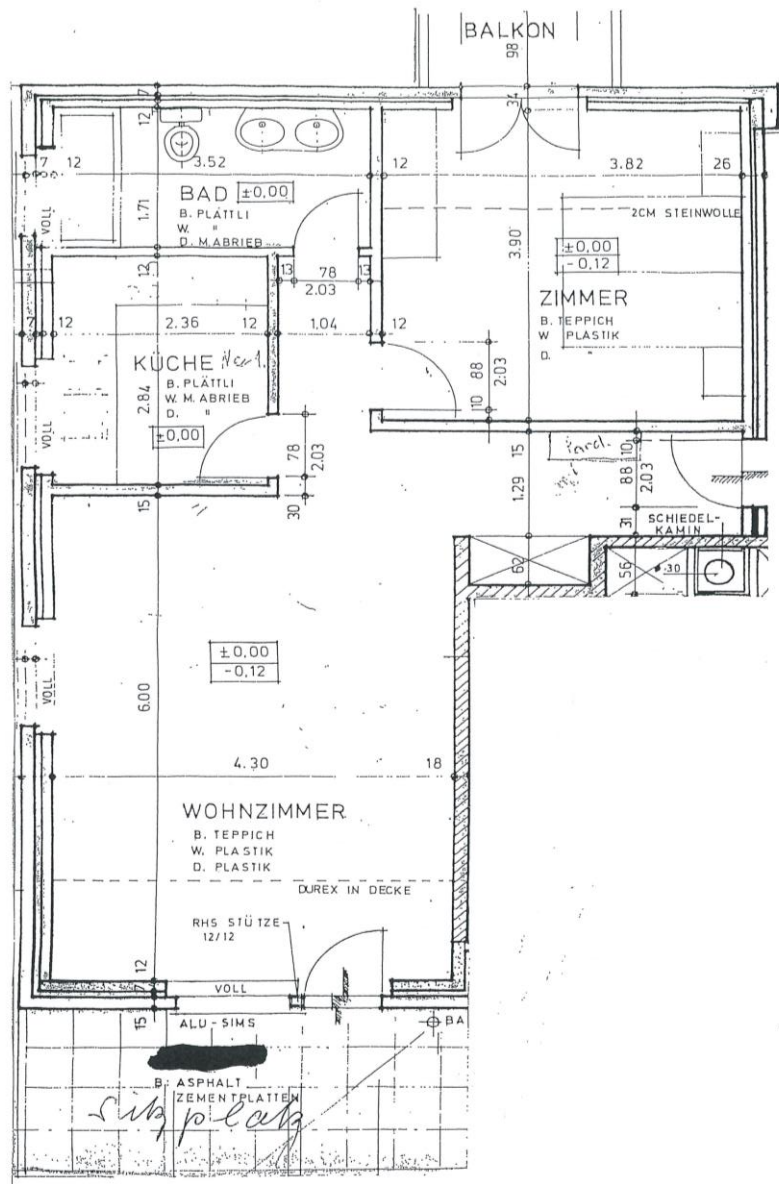 BALKON
98
7
12
34
7 12
3.52
12
3.82
26
BAD ±0,00
B. PLÄTTLI
W. "
D. M. ABRIEB
1.71
VOLL
2CM STEINWOLLE
3.90
±0,00
-0,12
ZIMMER
B. TEPPICH
W PLASTIK
D. "
12
13 78 13
2.03
7 12
2.36
12
1.04
12
KÜCHE
B. PLÄTTLI
W. M. ABRIEB
D. "
±0,00
2.84
VOLL
88
2.03
10
78
2.03
30
15
15
1.29
10
88
2.03
31
SCHIEDEL-
KAMIN
62
56
30
±0,00
-0,12
VOLL
6.00
4.30
18
WOHNZIMMER
B. TEPPICH
W. PLASTIK
D. PLASTIK
DUREX IN DECKE
RHS STÜTZE
12/12
12
7
VOLL
15
ALU-SIMS
BA
B. ASPHALT
ZEMENTPLATTEN
Sitzplatz